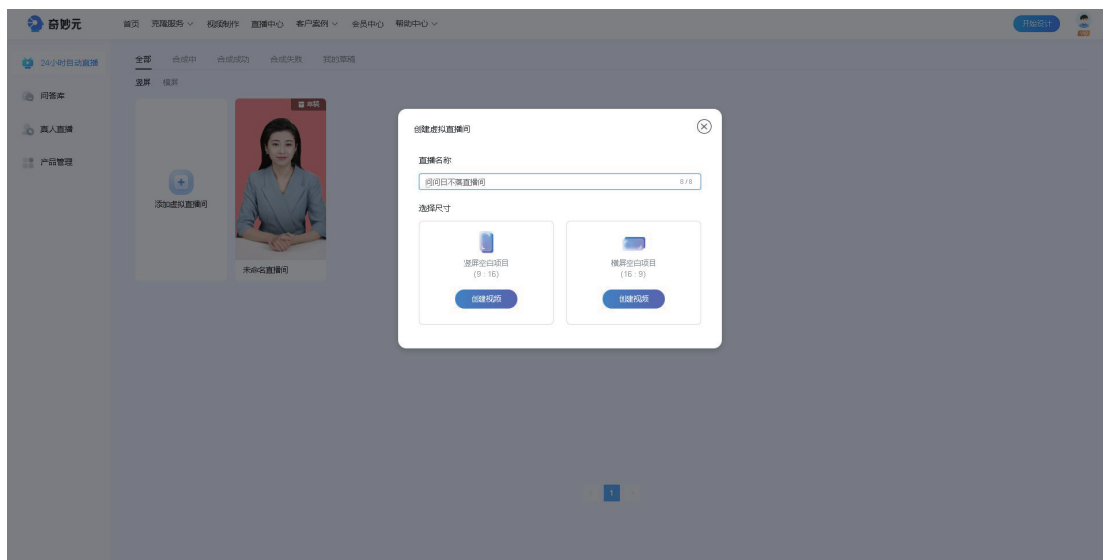 奇妙元
首页 克隆服务 视频制作 直播中心 客户案例 会员中心 帮助中心
开始设计
24小时自动直播
问答库
真人直播
产品管理
全部 合成中 合成成功 合成失败 我的草稿
竖屏 横屏
添加虚拟直播间
草稿
未命名直播间
创建虚拟直播间
直播名称
8/8
选择尺寸
竖屏空白项目
(9:16)
创建视频
横屏空白项目
(16:9)
创建视频
1